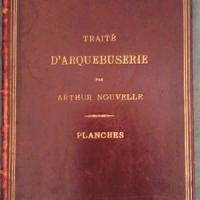 TRAITÉ
D'ARQUEBUSERIE
PAR
ARTHUR NOUVELLE
PLANCHES